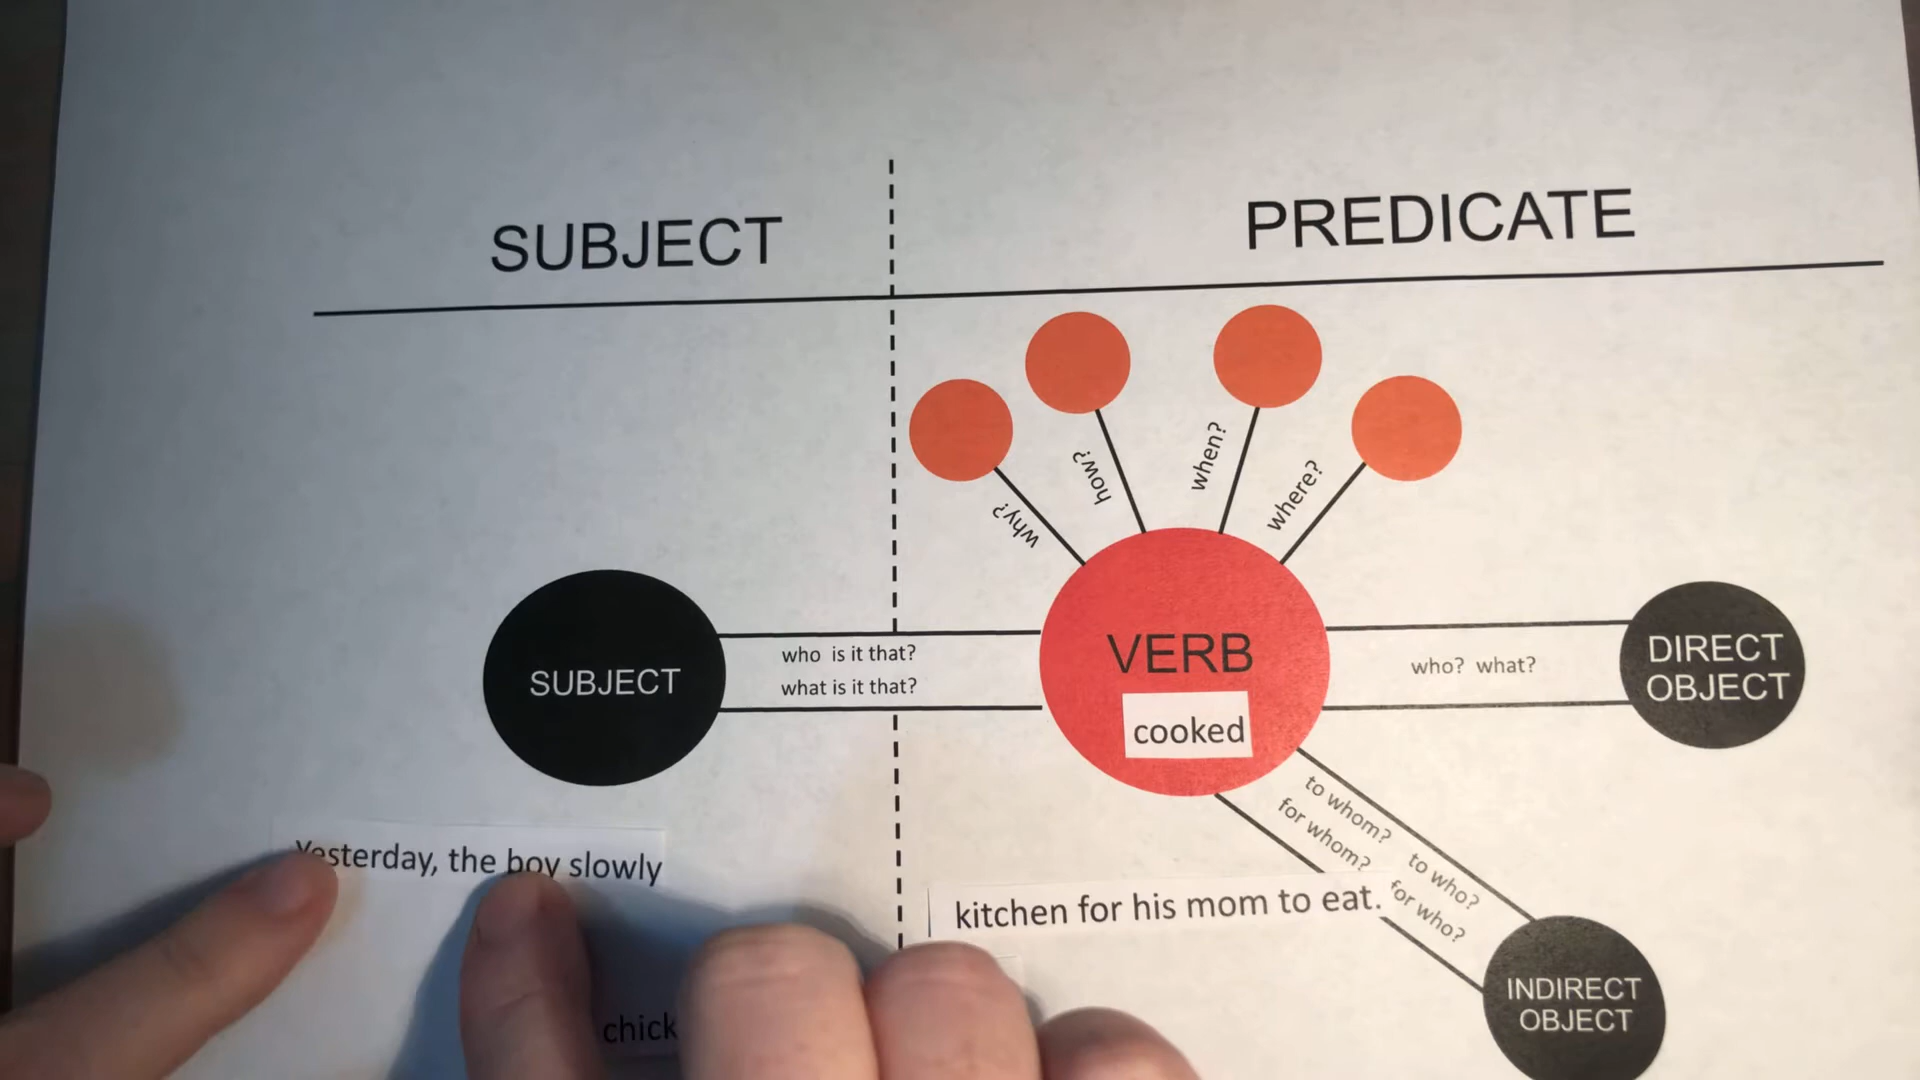 SUBJECT
PREDICATE
why?
how?
when?
where?
SUBJECT
who is it that?
what is it that?
VERB
cooked
who? what?
DIRECT
OBJECT
to whom? to who?
for whom? for who?
Yesterday, the boy slowly
kitchen for his mom to eat.
INDIRECT
OBJECT
chick